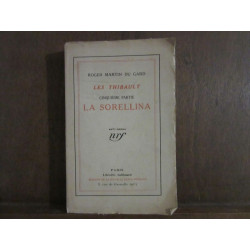 ROGER MARTIN DU GARD
LES THIBAULT
CINQUIÈME PARTIE
LA SORELLINA
nrf
PARIS